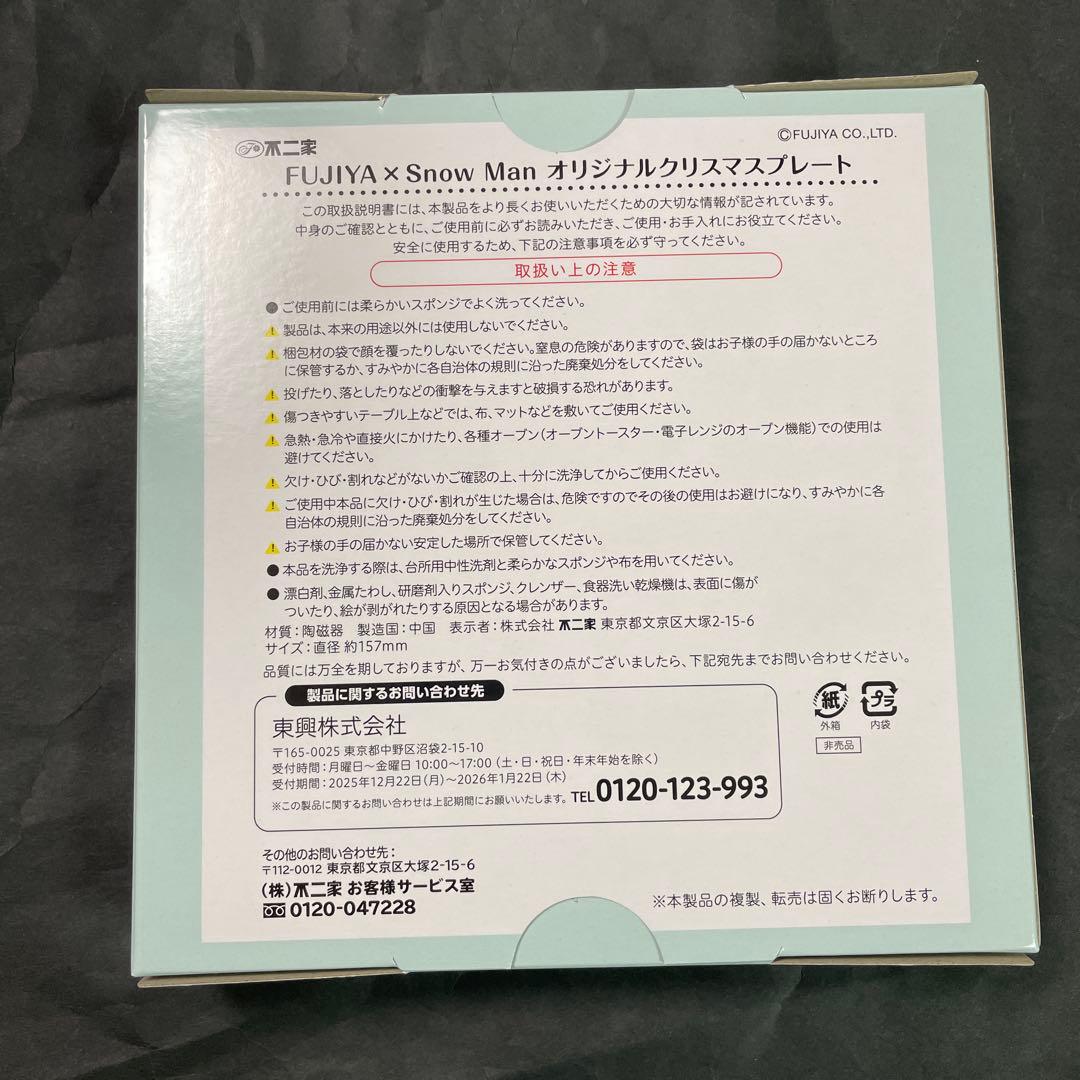 不二家
©FUJIYA CO.,LTD.
FUJIYA×Snow Man オリジナルクリスマスプレート
この取扱説明書には、本製品をより長くお使いいただくための大切な情報が記されています。
中身のご確認とともに、ご使用前に必ずお読みいただき、ご使用・お手入れにお役立てください。
安全に使用するため、下記の注意事項を必ず守ってください。
取扱い上の注意
●ご使用前には柔らかいスポンジでよく洗ってください。
製品は、本来の用途以外には使用しないでください。
梱包材の袋で顔を覆ったりしないでください。窒息の危険がありますので、袋はお子様の手の届かないところ
に保管するか、すみやかに各自治体の規則に沿った廃棄処分をしてください。
投げたり、落としたりなどの衝撃を与えますと破損する恐れがあります。
傷つきやすいテーブル上などでは、布、マットなどを敷いてご使用ください。
急熱・急冷や直接火にかけたり、各種オーブン（オーブントースター・電子レンジのオーブン機能）での使用は
避けてください。
欠け・ひび・割れなどがないかご確認の上、十分に洗浄してからご使用ください。
ご使用中本品に欠け・ひび・割れが生じた場合は、危険ですのでその後の使用はお避けになり、すみやかに各
自治体の規則に沿った廃棄処分をしてください。
お子様の手の届かない安定した場所で保管してください。
●本品を洗浄する際は、台所用中性洗剤と柔らかなスポンジや布を用いてください。
●漂白剤、金属たわし、研磨剤入りスポンジ、クレンザー、食器洗い乾燥機は、表面に傷が
ついたり、絵が剥がれたりする原因となる場合があります。
材質：陶磁器 製造国：中国 表示者：株式会社 不二家 東京都文京区大塚2-15-6
サイズ：直径 約157mm
品質には万全を期しておりますが、万一お気付きの点がございましたら、下記宛先までお問い合わせください。
製品に関するお問い合わせ先
東興株式会社
〒165-0025 東京都中野区沼袋2-15-10
受付時間：月曜日～金曜日 10:00～17:00（土・日・祝日・年末年始を除く）
受付期間：2025年12月22日（月）～2026年1月22日（木）
※この製品に関するお問い合わせは上記期間にお願いいたします。 TEL 0120-123-993
紙
外箱
プラ
内袋
非売品
その他のお問い合わせ先：
〒112-0012 東京都文京区大塚2-15-6
（株）不二家 お客様サービス室
0120-047228
※本製品の複製、転売は固くお断りします。